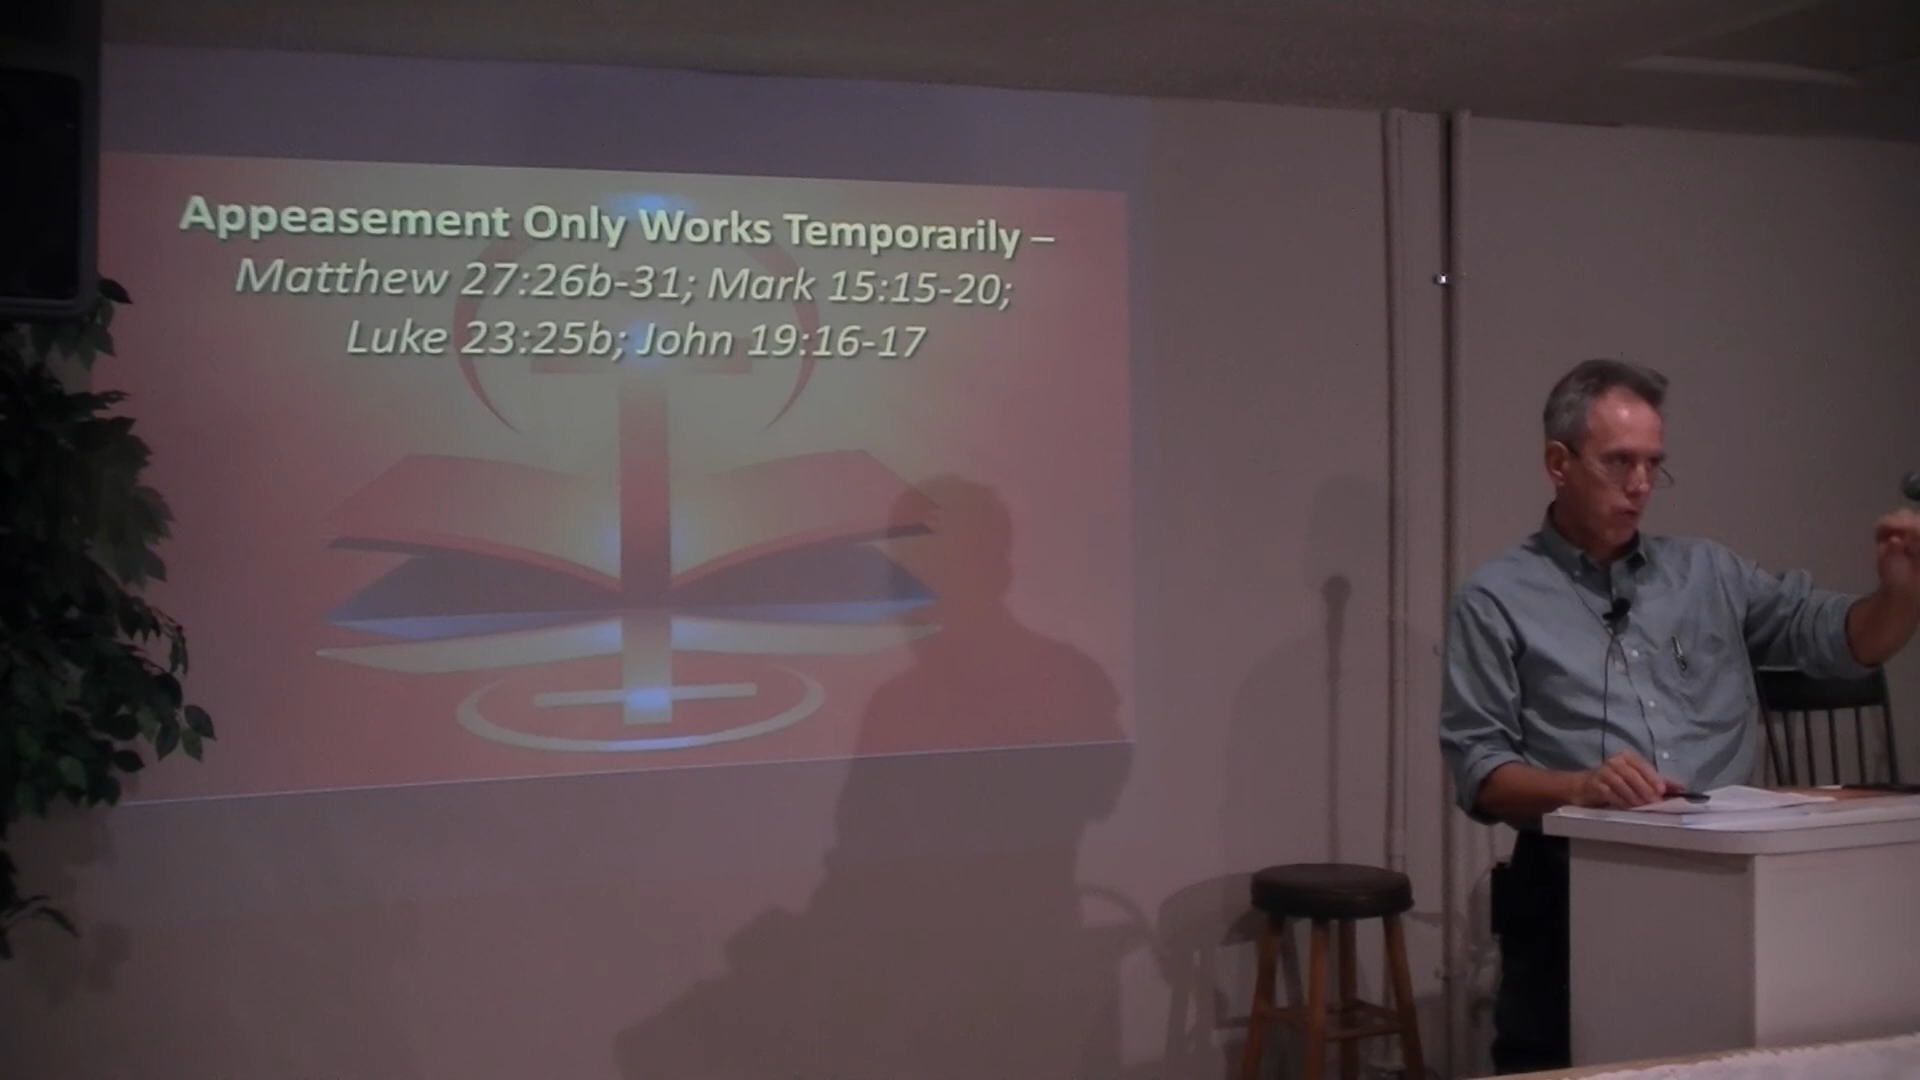 Appeasement Only Works Temporarily –
Matthew 27:26b-31; Mark 15:15-20;
Luke 23:25b; John 19:16-17